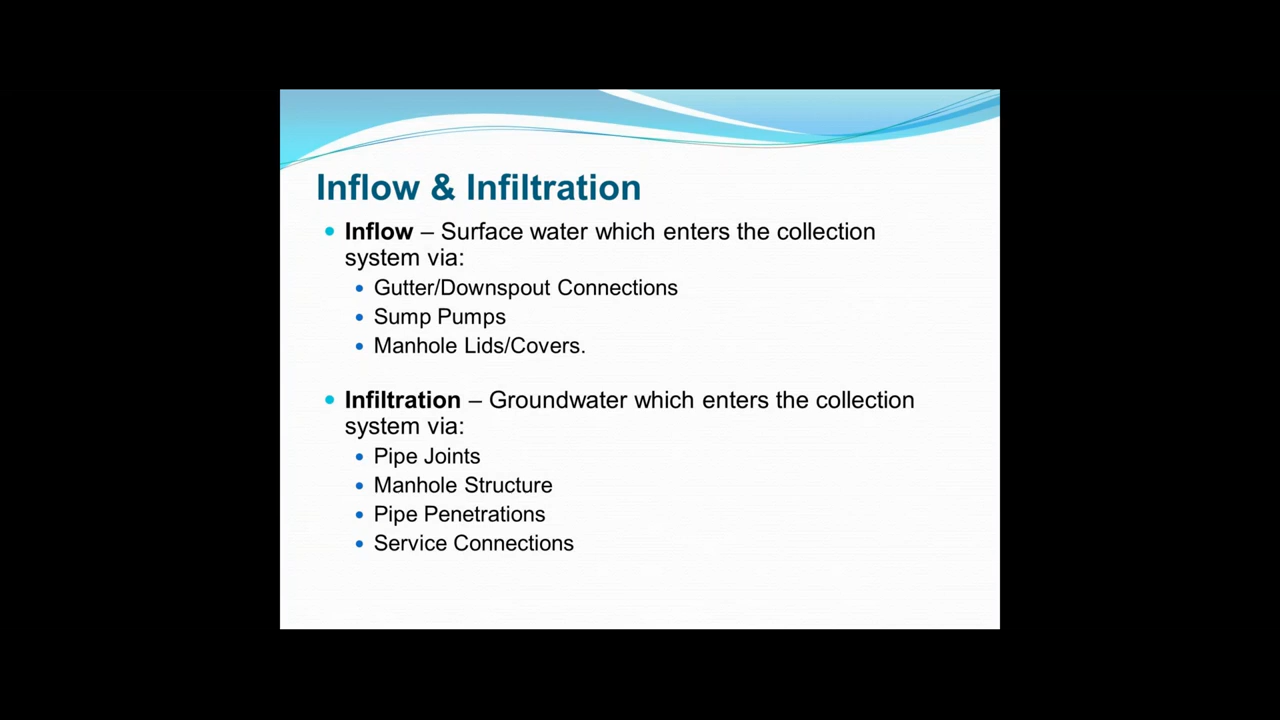 Inflow & Infiltration
• Inflow – Surface water which enters the collection
system via:
• Gutter/Downspout Connections
• Sump Pumps
• Manhole Lids/Covers.
• Infiltration – Groundwater which enters the collection
system via:
• Pipe Joints
• Manhole Structure
• Pipe Penetrations
• Service Connections